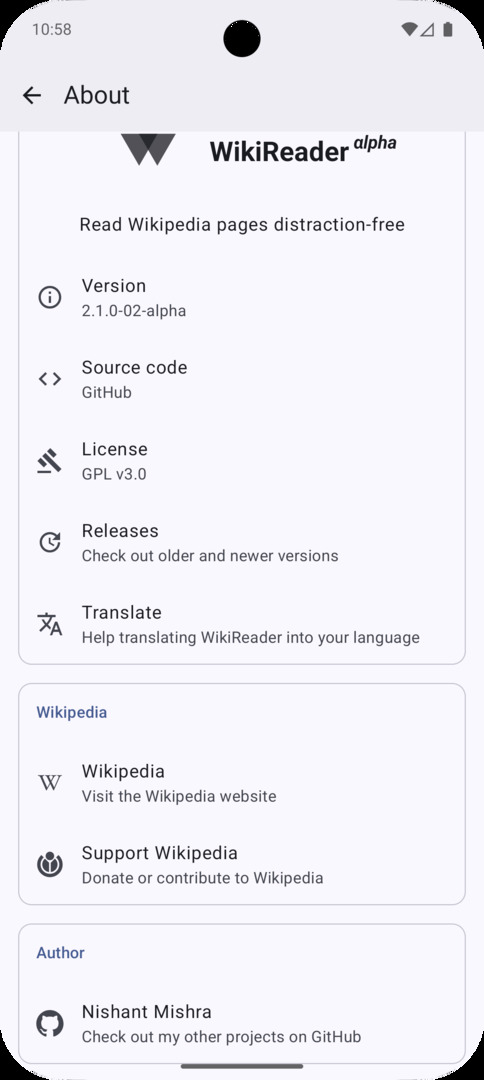 10:58
About
WikiReader alpha
Read Wikipedia pages distraction-free
Version
2.1.0-02-alpha
Source code
GitHub
License
GPL v3.0
Releases
Check out older and newer versions
Translate
Help translating WikiReader into your language
Wikipedia
Wikipedia
Visit the Wikipedia website
Support Wikipedia
Donate or contribute to Wikipedia
Author
Nishant Mishra
Check out my other projects on GitHub